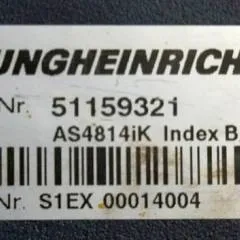 UNGHEINRICH
Nr. 51159321
AS4814iK Index B
Nr. S1EX 00014004